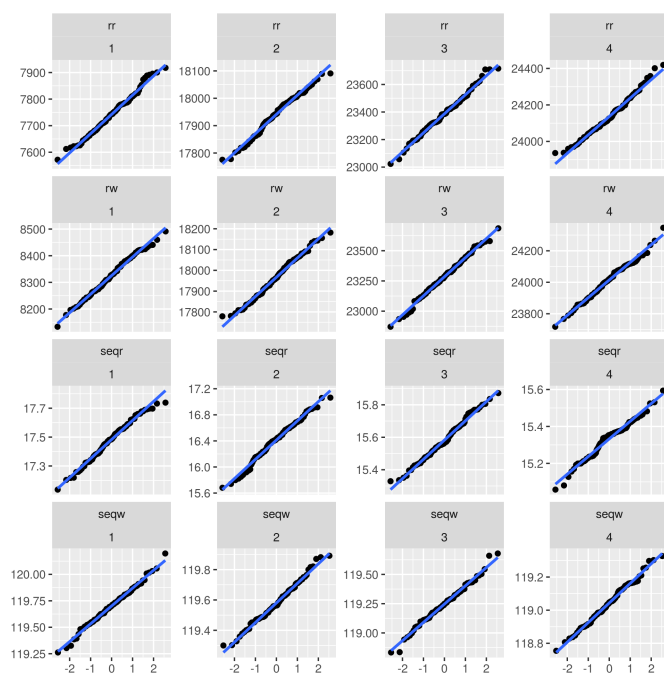 rr rr rr rr
1 2 3 4
7900 18100 23600 24400
7800 18000 23400 24200
7700 17900 23200 24000
7600 17800 23000
rw rw rw rw
1 2 3 4
8500 18200 23500 24200
8400 18100 23000 23800
8300 18000
8200 17900
17800
seqr seqr seqr seqr
1 2 3 4
17.7 17.2 15.8 15.6
17.5 16.8 15.6 15.4
17.3 16.4 15.4 15.2
16.0
15.6
seqw seqw seqw seqw
1 2 3 4
120.00 119.8 119.50 119.2
119.75 119.6 119.25 119.0
119.50 119.4 119.00 118.8
119.25
-2 -1 0 1 2 -2 -1 0 1 2 -2 -1 0 1 2 -2 -1 0 1 2